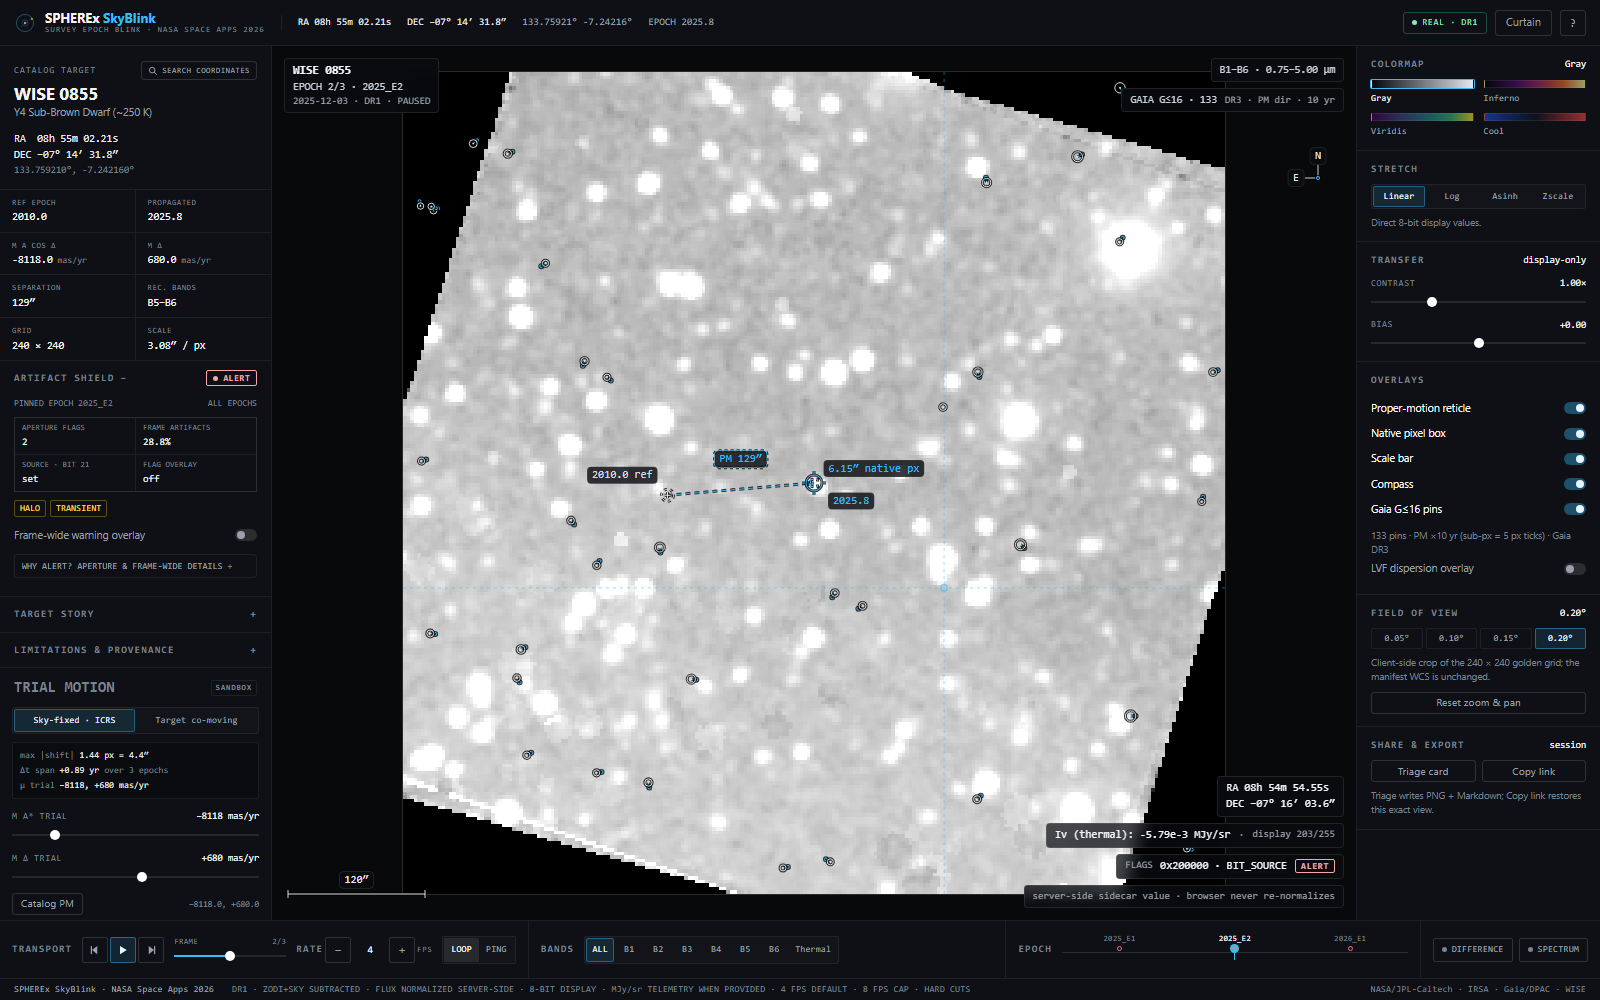 SPHEREx SkyBlink
SURVEY EPOCH BLINK · NASA SPACE APPS 2026
RA 08h 55m 02.21s DEC −07° 14′ 31.8″ 133.75921° -7.24216° EPOCH 2025.8
REAL · DR1
Curtain
?
CATALOG TARGET
SEARCH COORDINATES
WISE 0855
Y4 Sub-Brown Dwarf (~250 K)
RA 08h 55m 02.21s
DEC −07° 14′ 31.8″
133.759210°, -7.242160°
REF EPOCH
2010.0
PROPAGATED
2025.8
M A COS Δ
-8118.0 mas/yr
M Δ
680.0 mas/yr
SEPARATION
129″
REC. BANDS
B5–B6
GRID
240 × 240
SCALE
3.08″ / px
ARTIFACT SHIELD −
ALERT
PINNED EPOCH 2025_E2
ALL EPOCHS
APERTURE FLAGS
2
FRAME ARTIFACTS
28.8%
SOURCE · BIT 21
set
FLAG OVERLAY
off
HALO
TRANSIENT
Frame-wide warning overlay
WHY ALERT? APERTURE & FRAME-WIDE DETAILS +
TARGET STORY +
LIMITATIONS & PROVENANCE +
TRIAL MOTION
SANDBOX
Sky-fixed · ICRS
Target co-moving
max |shift| 1.44 px = 4.4″
Δt span +0.89 yr over 3 epochs
μ trial −8118, +680 mas/yr
M A* TRIAL
−8118 mas/yr
M Δ TRIAL
+680 mas/yr
Catalog PM
−8118.0, +680.0
WISE 0855
EPOCH 2/3 · 2025_E2
2025-12-03 · DR1 · PAUSED
B1–B6 · 0.75–5.00 μm
GAIA G≤16 · 133 DR3 · PM dir · 10 yr
N
E
2010.0 ref
PM 129″
6.15″ native px
2025.8
RA 08h 54m 54.55s
DEC −07° 16′ 03.6″
Iν (thermal): -5.79e-3 MJy/sr · display 203/255
FLAGS 0x200000 · BIT_SOURCE ALERT
server-side sidecar value · browser never re-normalizes
120″
COLORMAP
Gray
Gray
Inferno
Viridis
Cool
STRETCH
Linear
Log
Asinh
Zscale
Direct 8-bit display values.
TRANSFER
display-only
CONTRAST
1.00×
BIAS
+0.00
OVERLAYS
Proper-motion reticle
Native pixel box
Scale bar
Compass
Gaia G≤16 pins
133 pins · PM ×10 yr (sub-px = 5 px ticks) · Gaia
DR3
LVF dispersion overlay
FIELD OF VIEW
0.20°
0.05°
0.10°
0.15°
0.20°
Client-side crop of the 240 × 240 golden grid; the
manifest WCS is unchanged.
Reset zoom & pan
SHARE & EXPORT
session
Triage card
Copy link
Triage writes PNG + Markdown; Copy link restores
this exact view.
TRANSPORT
FRAME
2/3
RATE
−
4
+
FPS
LOOP
PING
BANDS
ALL
B1
B2
B3
B4
B5
B6
Thermal
EPOCH
2025_E1
2025_E2
2026_E1
DIFFERENCE
SPECTRUM
SPHEREx SkyBlink · NASA Space Apps 2026
DR1 · ZODI+SKY SUBTRACTED · FLUX NORMALIZED SERVER-SIDE · 8-BIT DISPLAY · MJy/sr TELEMETRY WHEN PROVIDED · 4 FPS DEFAULT · 8 FPS CAP · HARD CUTS
NASA/JPL-Caltech · IRSA · Gaia/DPAC · WISE